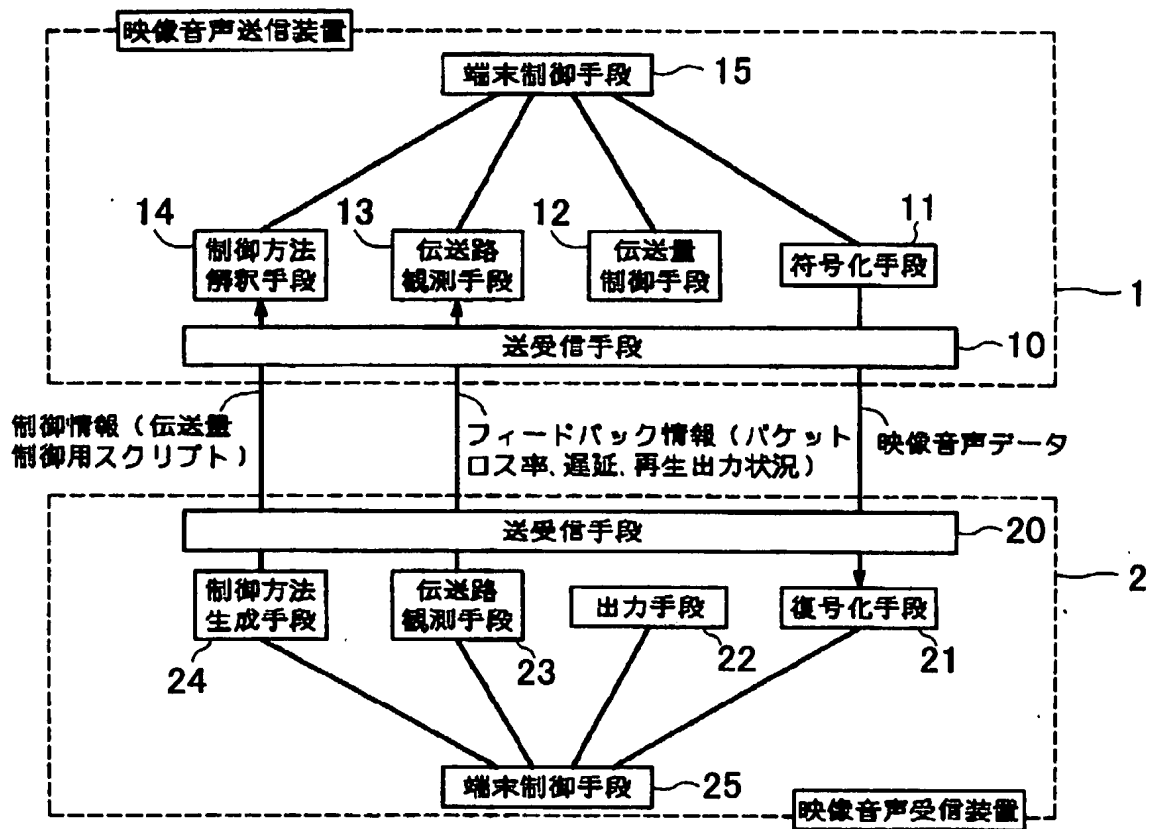 映像音声送信装置
端末制御手段
15
14
13
12
11
制御方法
解釈手段
伝送路
観測手段
伝送量
制御手段
符号化手段
1
送受信手段
10
制御情報（伝送量
制御用スクリプト）
フィードバック情報（パケット
ロス率、遅延、再生出力状況）
映像音声データ
送受信手段
20
2
制御方法
生成手段
伝送路
観測手段
出力手段
復号化手段
24
23
22
21
端末制御手段
25
映像音声受信装置